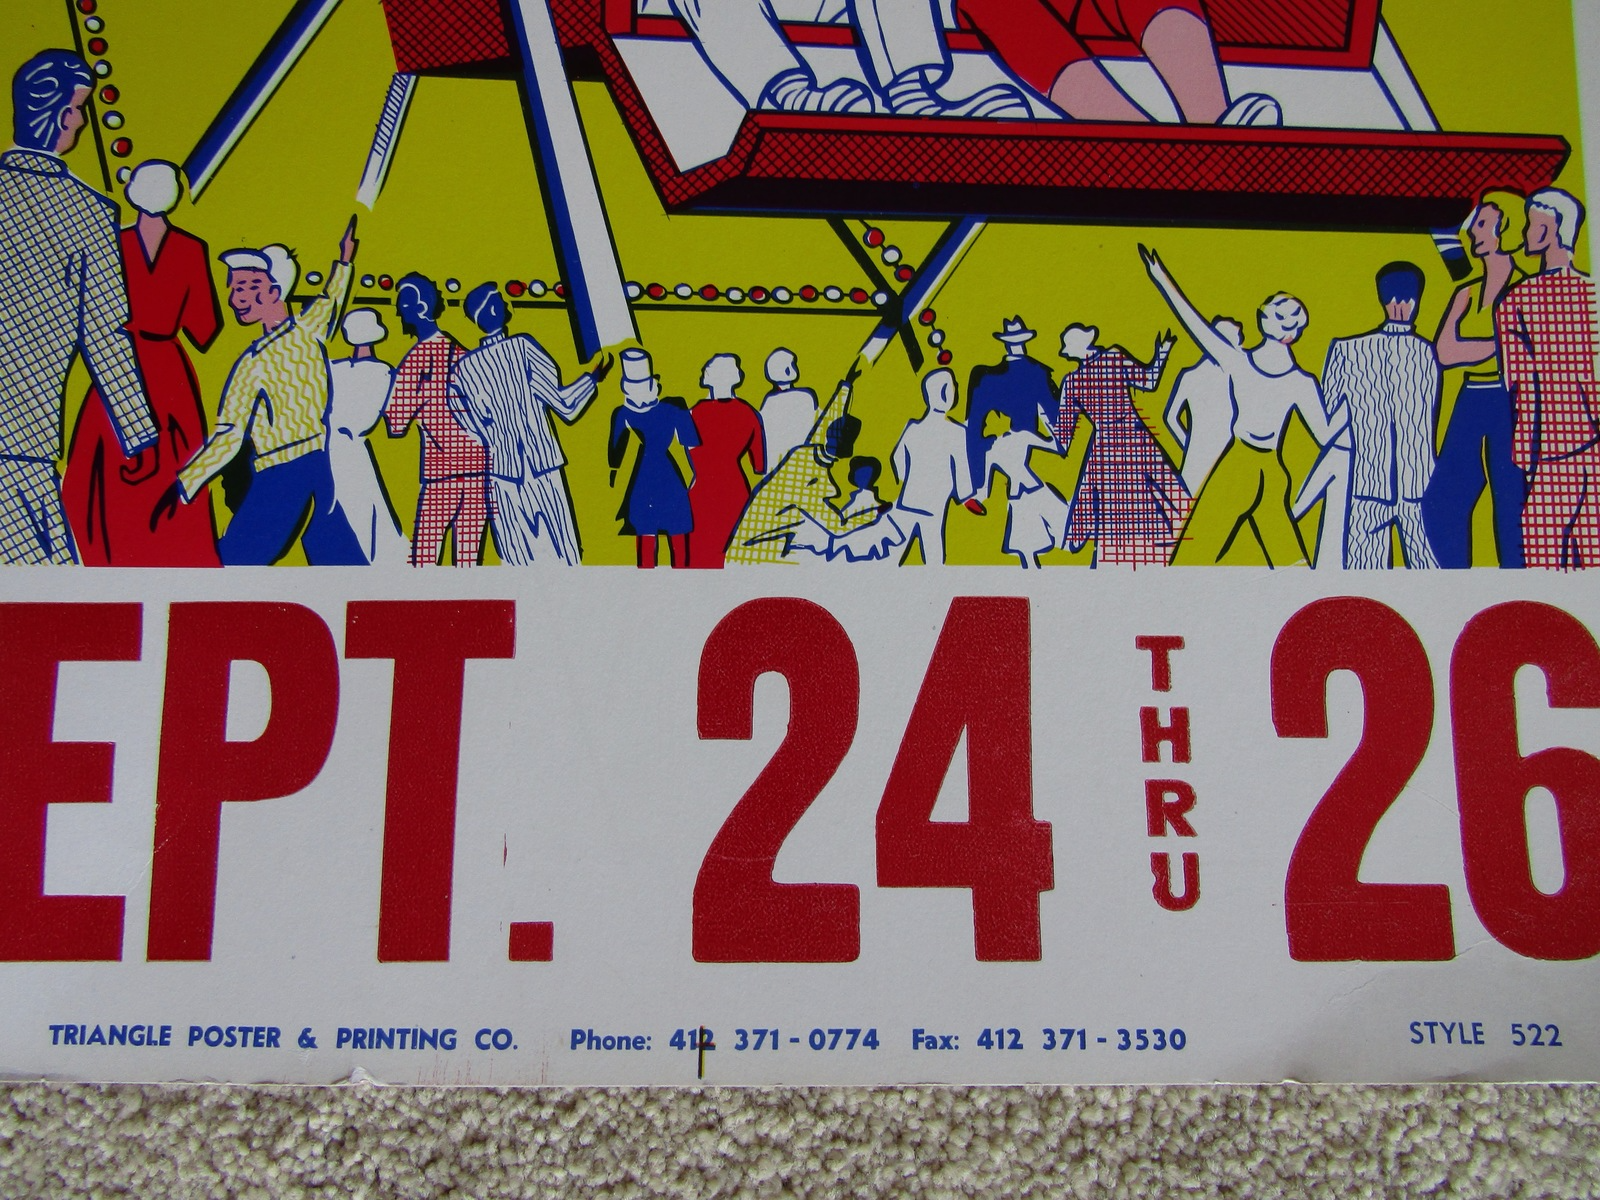 EPT. 24 THRU 26
TRIANGLE POSTER & PRINTING CO. Phone: 412 371-0774 Fax: 412 371-3530 STYLE 522